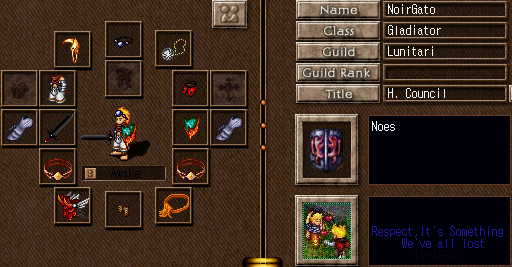 Name NoirGato
Class Gladiator
Guild Lunitari
Guild Rank
Title H. Council
Awake
Noes
Respect,It's Something
We've all lost